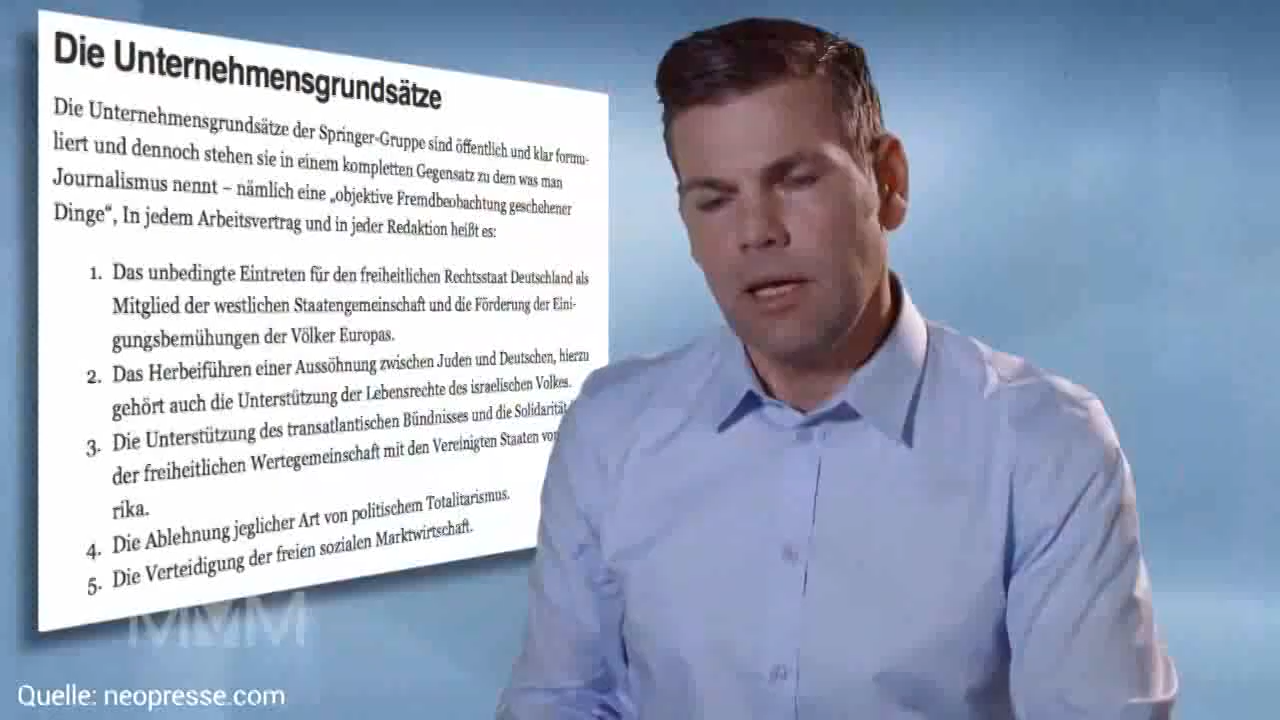 Die Unternehmensgrundsätze
Die Unternehmensgrundsätze der Springer-Gruppe sind öffentlich und klar formu-
liert und dennoch stehen sie in einem kompletten Gegensatz zu dem was man
Journalismus nennt – nämlich eine „objektive Fremdbeobachtung geschehener
Dinge“, In jedem Arbeitsvertrag und in jeder Redaktion heißt es:
1. Das unbedingte Eintreten für den freiheitlichen Rechtsstaat Deutschland als
Mitglied der westlichen Staatengemeinschaft und die Förderung der Eini-
gungsbemühungen der Völker Europas.
2. Das Herbeiführen einer Aussöhnung zwischen Juden und Deutschen, hierzu
gehört auch die Unterstützung der Lebensrechte des israelischen Volkes.
3. Die Unterstützung des transatlantischen Bündnisses und die Solidarität
der freiheitlichen Wertegemeinschaft mit den Vereinigten Staaten
rika.
4. Die Ablehnung jeglicher Art von politischem Totalitarismus.
5. Die Verteidigung der freien sozialen Marktwirtschaft.
Quelle: neopresse.com